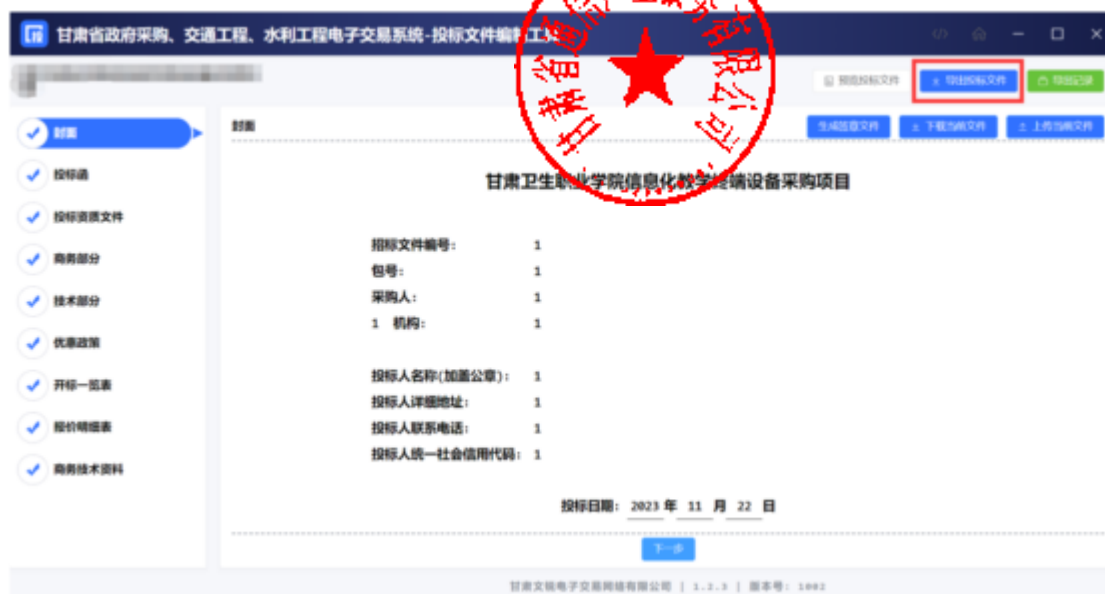 甘肃省政府采购、交通工程、水利工程电子交易系统-投标文件编制工具
预览投标文件
导出投标文件
导出记录
封面
投标函
投标资质文件
商务部分
技术部分
优惠政策
开标一览表
报价明细表
商务技术资料
封面
生成签章文件
下载当前文件
上传当前文件
甘肃卫生职业学院信息化教学终端设备采购项目
招标文件编号: 1
包号: 1
采购人: 1
1 机构: 1
投标人名称(加盖公章): 1
投标人详细地址: 1
投标人联系电话: 1
投标人统一社会信用代码: 1
投标日期: 2023 年 11 月 22 日
下一步
甘肃文锐电子交易网络有限公司 | 1.2.3 | 版本号: 1002